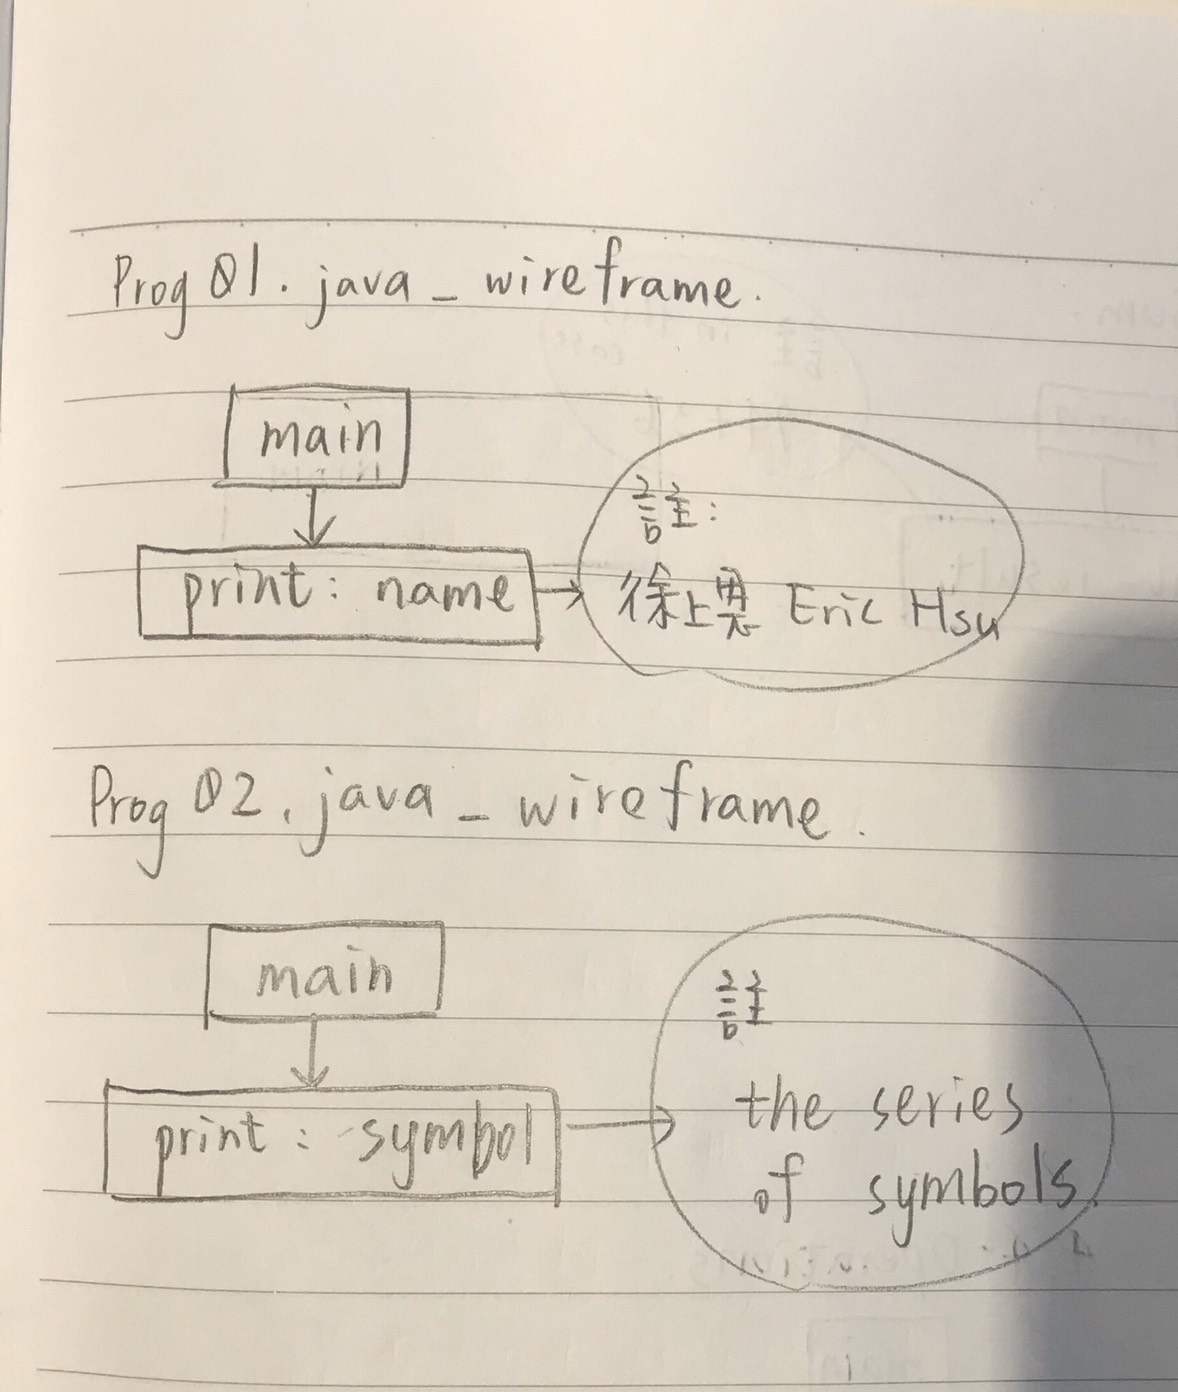 Prog 01. java _ wireframe.
main
註:
print: name
徐上恩 Eric Hsu
Prog 02. java _ wireframe.
main
註
print: symbol
the series
of symbols.